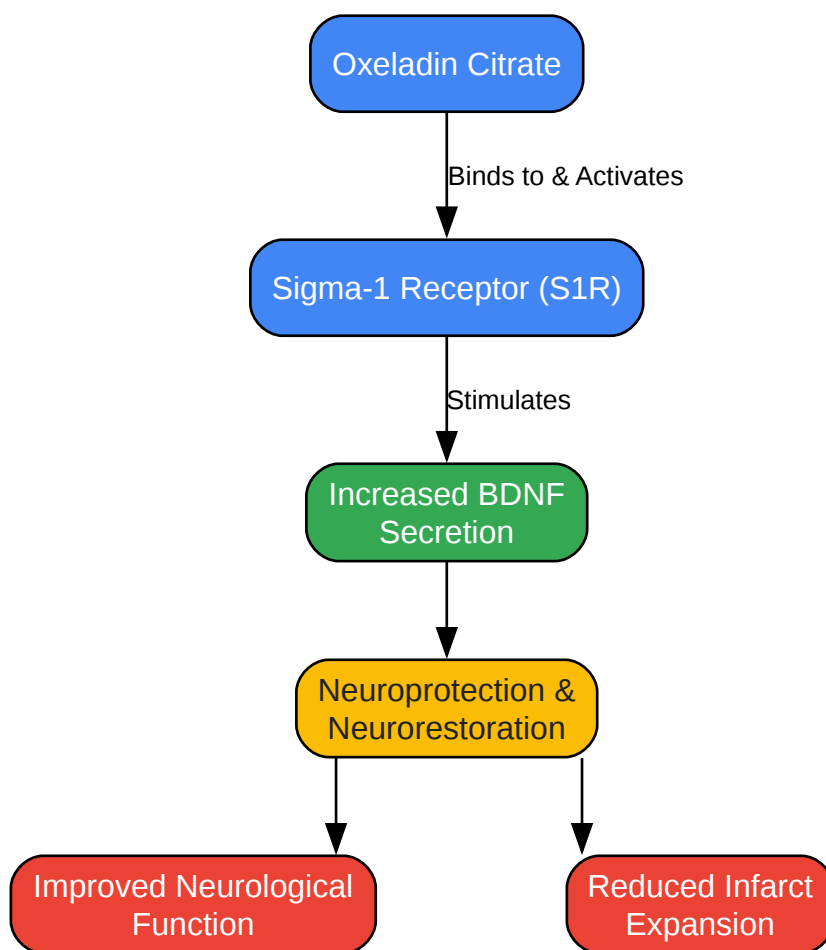 Oxeladin Citrate
Binds to & Activates
Sigma-1 Receptor (S1R)
Stimulates
Increased BDNF
Secretion
Neuroprotection &
Neurorestoration
Improved Neurological
Function
Reduced Infarct
Expansion